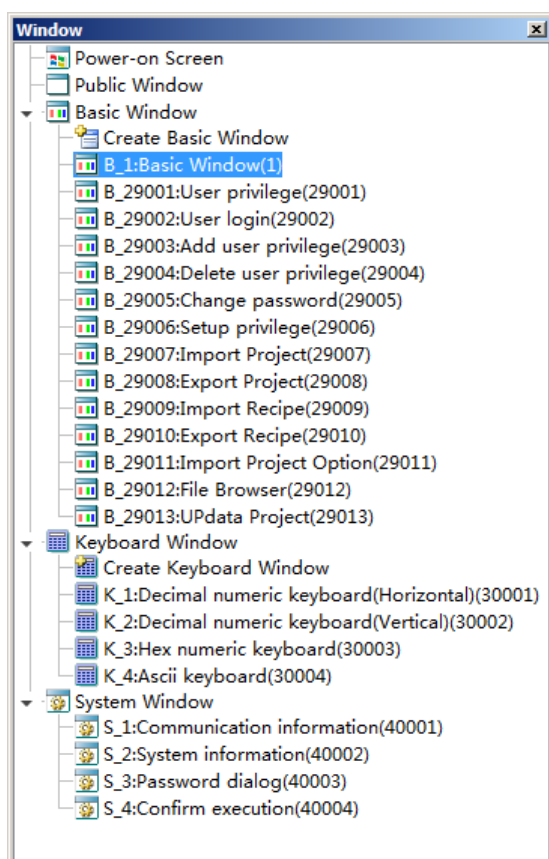 Window
Power-on Screen
Public Window
Basic Window
Create Basic Window
B_1:Basic Window(1)
B_29001:User privilege(29001)
B_29002:User login(29002)
B_29003:Add user privilege(29003)
B_29004:Delete user privilege(29004)
B_29005:Change password(29005)
B_29006:Setup privilege(29006)
B_29007:Import Project(29007)
B_29008:Export Project(29008)
B_29009:Import Recipe(29009)
B_29010:Export Recipe(29010)
B_29011:Import Project Option(29011)
B_29012:File Browser(29012)
B_29013:UPdata Project(29013)
Keyboard Window
Create Keyboard Window
K_1:Decimal numeric keyboard(Horizontal)(30001)
K_2:Decimal numeric keyboard(Vertical)(30002)
K_3:Hex numeric keyboard(30003)
K_4:Ascii keyboard(30004)
System Window
S_1:Communication information(40001)
S_2:System information(40002)
S_3:Password dialog(40003)
S_4:Confirm execution(40004)